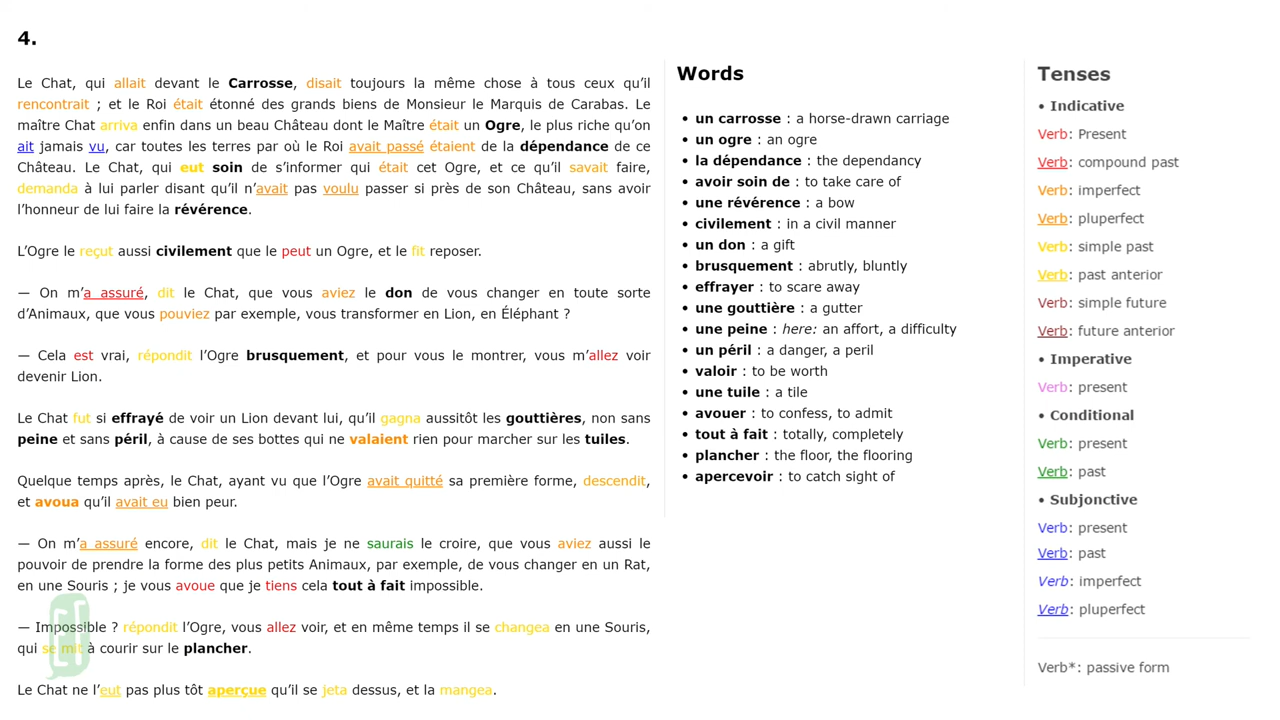 4.
Le Chat, qui allait devant le Carrosse, disait toujours la même chose à tous ceux qu'il
rencontrait ; et le Roi était étonné des grands biens de Monsieur le Marquis de Carabas. Le
maître Chat arriva enfin dans un beau Château dont le Maître était un Ogre, le plus riche qu'on
ait jamais vu, car toutes les terres par où le Roi avait passé étaient de la dépendance de ce
Château. Le Chat, qui eut soin de s'informer qui était cet Ogre, et ce qu'il savait faire,
demanda à lui parler disant qu'il n'avait pas voulu passer si près de son Château, sans avoir
l'honneur de lui faire la révérence.
L'Ogre le reçut aussi civilement que le peut un Ogre, et le fit reposer.
— On m'a assuré, dit le Chat, que vous aviez le don de vous changer en toute sorte
d'Animaux, que vous pouviez par exemple, vous transformer en Lion, en Éléphant ?
— Cela est vrai, répondit l'Ogre brusquement, et pour vous le montrer, vous m'allez voir
devenir Lion.
Le Chat fut si effrayé de voir un Lion devant lui, qu'il gagna aussitôt les gouttières, non sans
peine et sans péril, à cause de ses bottes qui ne valaient rien pour marcher sur les tuiles.
Quelque temps après, le Chat, ayant vu que l'Ogre avait quitté sa première forme, descendit,
et avoua qu'il avait eu bien peur.
— On m'a assuré encore, dit le Chat, mais je ne saurais le croire, que vous aviez aussi le
pouvoir de prendre la forme des plus petits Animaux, par exemple, de vous changer en un Rat,
en une Souris ; je vous avoue que je tiens cela tout à fait impossible.
— Impossible ? répondit l'Ogre, vous allez voir, et en même temps il se changea en une Souris,
qui se mit à courir sur le plancher.
Le Chat ne l'eut pas plus tôt aperçue qu'il se jeta dessus, et la mangea.
Words
• un carrosse : a horse-drawn carriage
• un ogre : an ogre
• la dépendance : the dependancy
• avoir soin de : to take care of
• une révérence : a bow
• civilement : in a civil manner
• un don : a gift
• brusquement : abrutly, bluntly
• effrayer : to scare away
• une gouttière : a gutter
• une peine : here: an affort, a difficulty
• un péril : a danger, a peril
• valoir : to be worth
• une tuile : a tile
• avouer : to confess, to admit
• tout à fait : totally, completely
• plancher : the floor, the flooring
• apercevoir : to catch sight of
Tenses
• Indicative
Verb: Present
Verb: compound past
Verb: imperfect
Verb: pluperfect
Verb: simple past
Verb: past anterior
Verb: simple future
Verb: future anterior
• Imperative
Verb: present
• Conditional
Verb: present
Verb: past
• Subjonctive
Verb: present
Verb: past
Verb: imperfect
Verb: pluperfect
Verb*: passive form